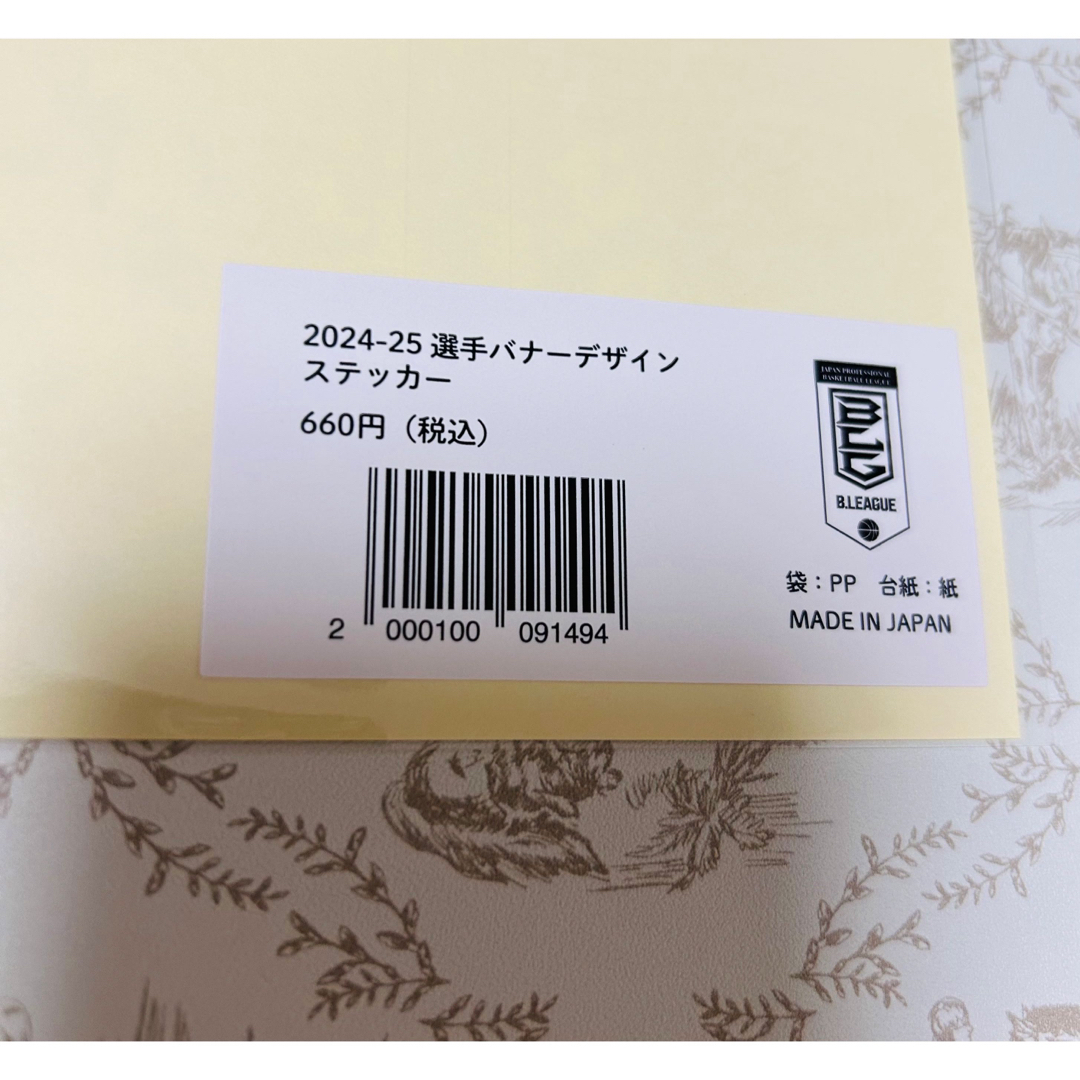 2024-25 選手バナーデザイン
ステッカー
660円（税込）
2 000100 091494
JAPAN PROFESSIONAL
BASKETBALL LEAGUE
B.LEAGUE
袋：PP 台紙：紙
MADE IN JAPAN